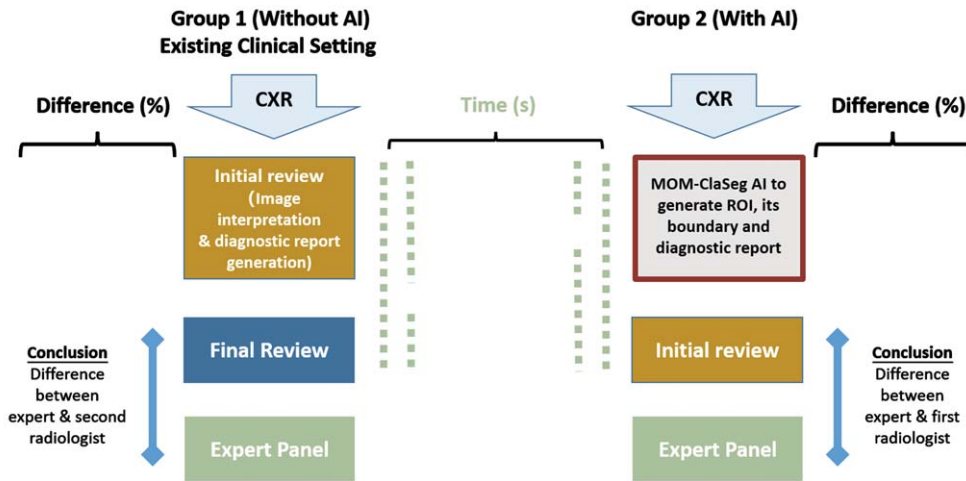 Group 1 (Without AI)
Existing Clinical Setting
Group 2 (With AI)
CXR
CXR
Difference (%)
Time (s)
Difference (%)
Initial review
(Image
interpretation
& diagnostic report
generation)
MOM-ClaSeg AI to
generate ROI, its
boundary and
diagnostic report
Conclusion
Difference
between
expert & second
radiologist
Final Review
Initial review
Conclusion
Difference
between
expert & first
radiologist
Expert Panel
Expert Panel